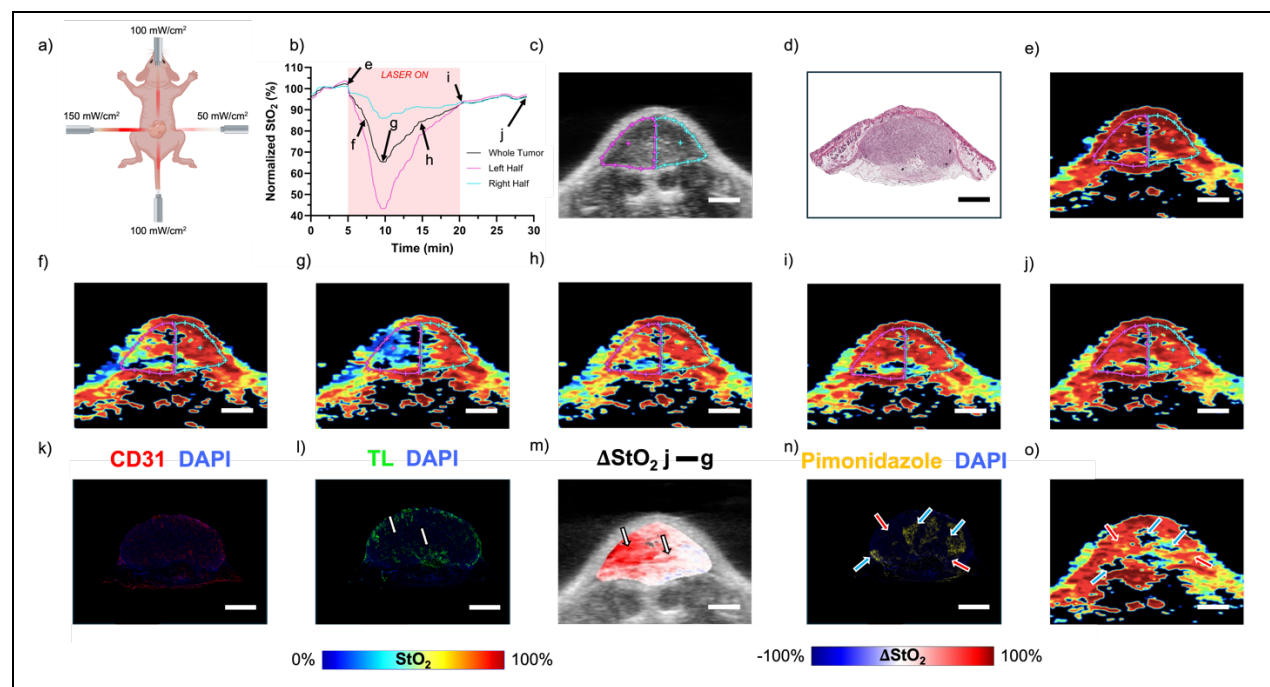 a)
100 mW/cm²
150 mW/cm²
50 mW/cm²
100 mW/cm²
b)
Normalized StO₂ (%)
110
100
90
80
70
60
50
40
LASER ON
e
f
g
h
i
j
Whole Tumor
Left Half
Right Half
0 5 10 15 20 25 30
Time (min)
c)
d)
e)
f)
g)
h)
i)
j)
k)
CD31 DAPI
l)
TL DAPI
m)
ΔStO₂ j — g
n)
Pimonidazole DAPI
o)
0% StO₂ 100%
-100% ΔStO₂ 100%